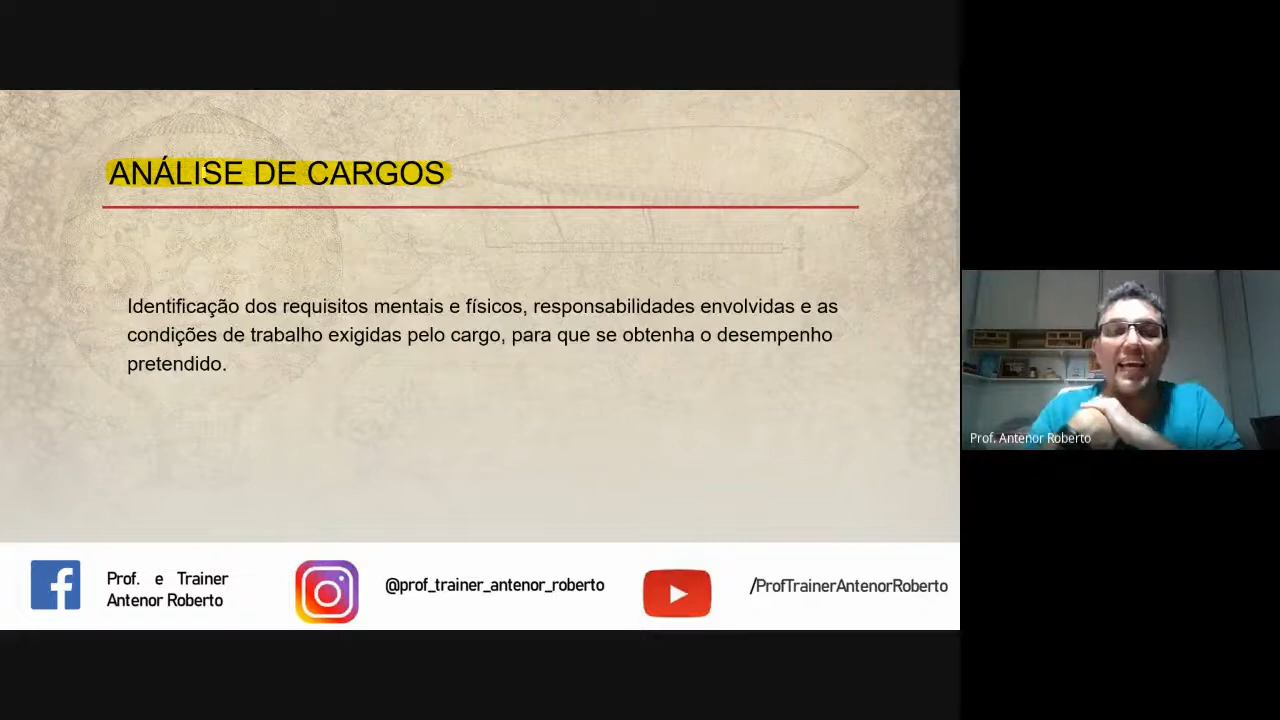 ANÁLISE DE CARGOS
Identificação dos requisitos mentais e físicos, responsabilidades envolvidas e as
condições de trabalho exigidas pelo cargo, para que se obtenha o desempenho
pretendido.
Prof. Antenor Roberto
Prof. e Trainer
Antenor Roberto
@prof_trainer_antenor_roberto
/ProfTrainerAntenorRoberto